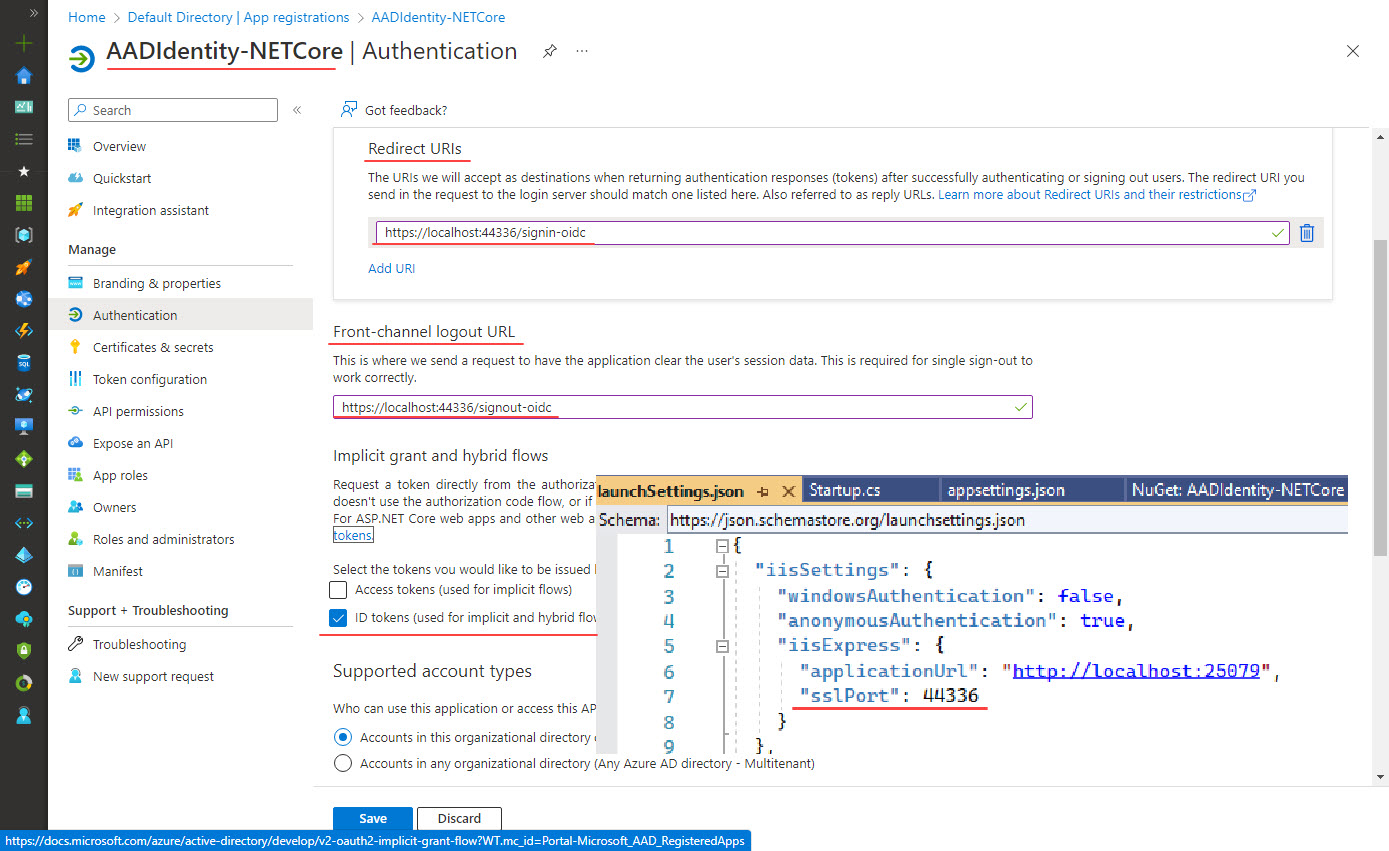 Home > Default Directory | App registrations > AADIdentity-NETCore
AADIdentity-NETCore | Authentication
Search
Overview
Quickstart
Integration assistant
Manage
Branding & properties
Authentication
Certificates & secrets
Token configuration
API permissions
Expose an API
App roles
Owners
Roles and administrators
Manifest
Support + Troubleshooting
Troubleshooting
New support request
SQL
Got feedback?
Redirect URIs
The URIs we will accept as destinations when returning authentication responses (tokens) after successfully authenticating or signing out users. The redirect URI you
send in the request to the login server should match one listed here. Also referred to as reply URLs. Learn more about Redirect URIs and their restrictions
https://localhost:44336/signin-oidc
Add URI
Front-channel logout URL
This is where we send a request to have the application clear the user's session data. This is required for single sign-out to
work correctly.
https://localhost:44336/signout-oidc
Implicit grant and hybrid flows
Request a token directly from the authoriza
doesn't use the authorization code flow, or if
For ASP.NET Core web apps and other web a
tokens.
Select the tokens you would like to be issued
Access tokens (used for implicit flows)
ID tokens (used for implicit and hybrid flow
Supported account types
Who can use this application or access this AP
Accounts in this organizational directory
Accounts in any organizational directory (Any Azure AD directory - Multitenant)
launchSettings.json
Startup.cs
appsettings.json
NuGet: AADIdentity-NETCore
Schema: https://json.schemastore.org/launchsettings.json
1 {
2 "iisSettings": {
3 "windowsAuthentication": false,
4 "anonymousAuthentication": true,
5 "iisExpress": {
6 "applicationUrl": "http://localhost:25079",
7 "sslPort": 44336
8 }
9 },
Save
Discard
https://docs.microsoft.com/azure/active-directory/develop/v2-oauth2-implicit-grant-flow?WT.mc_id=Portal-Microsoft_AAD_RegisteredApps